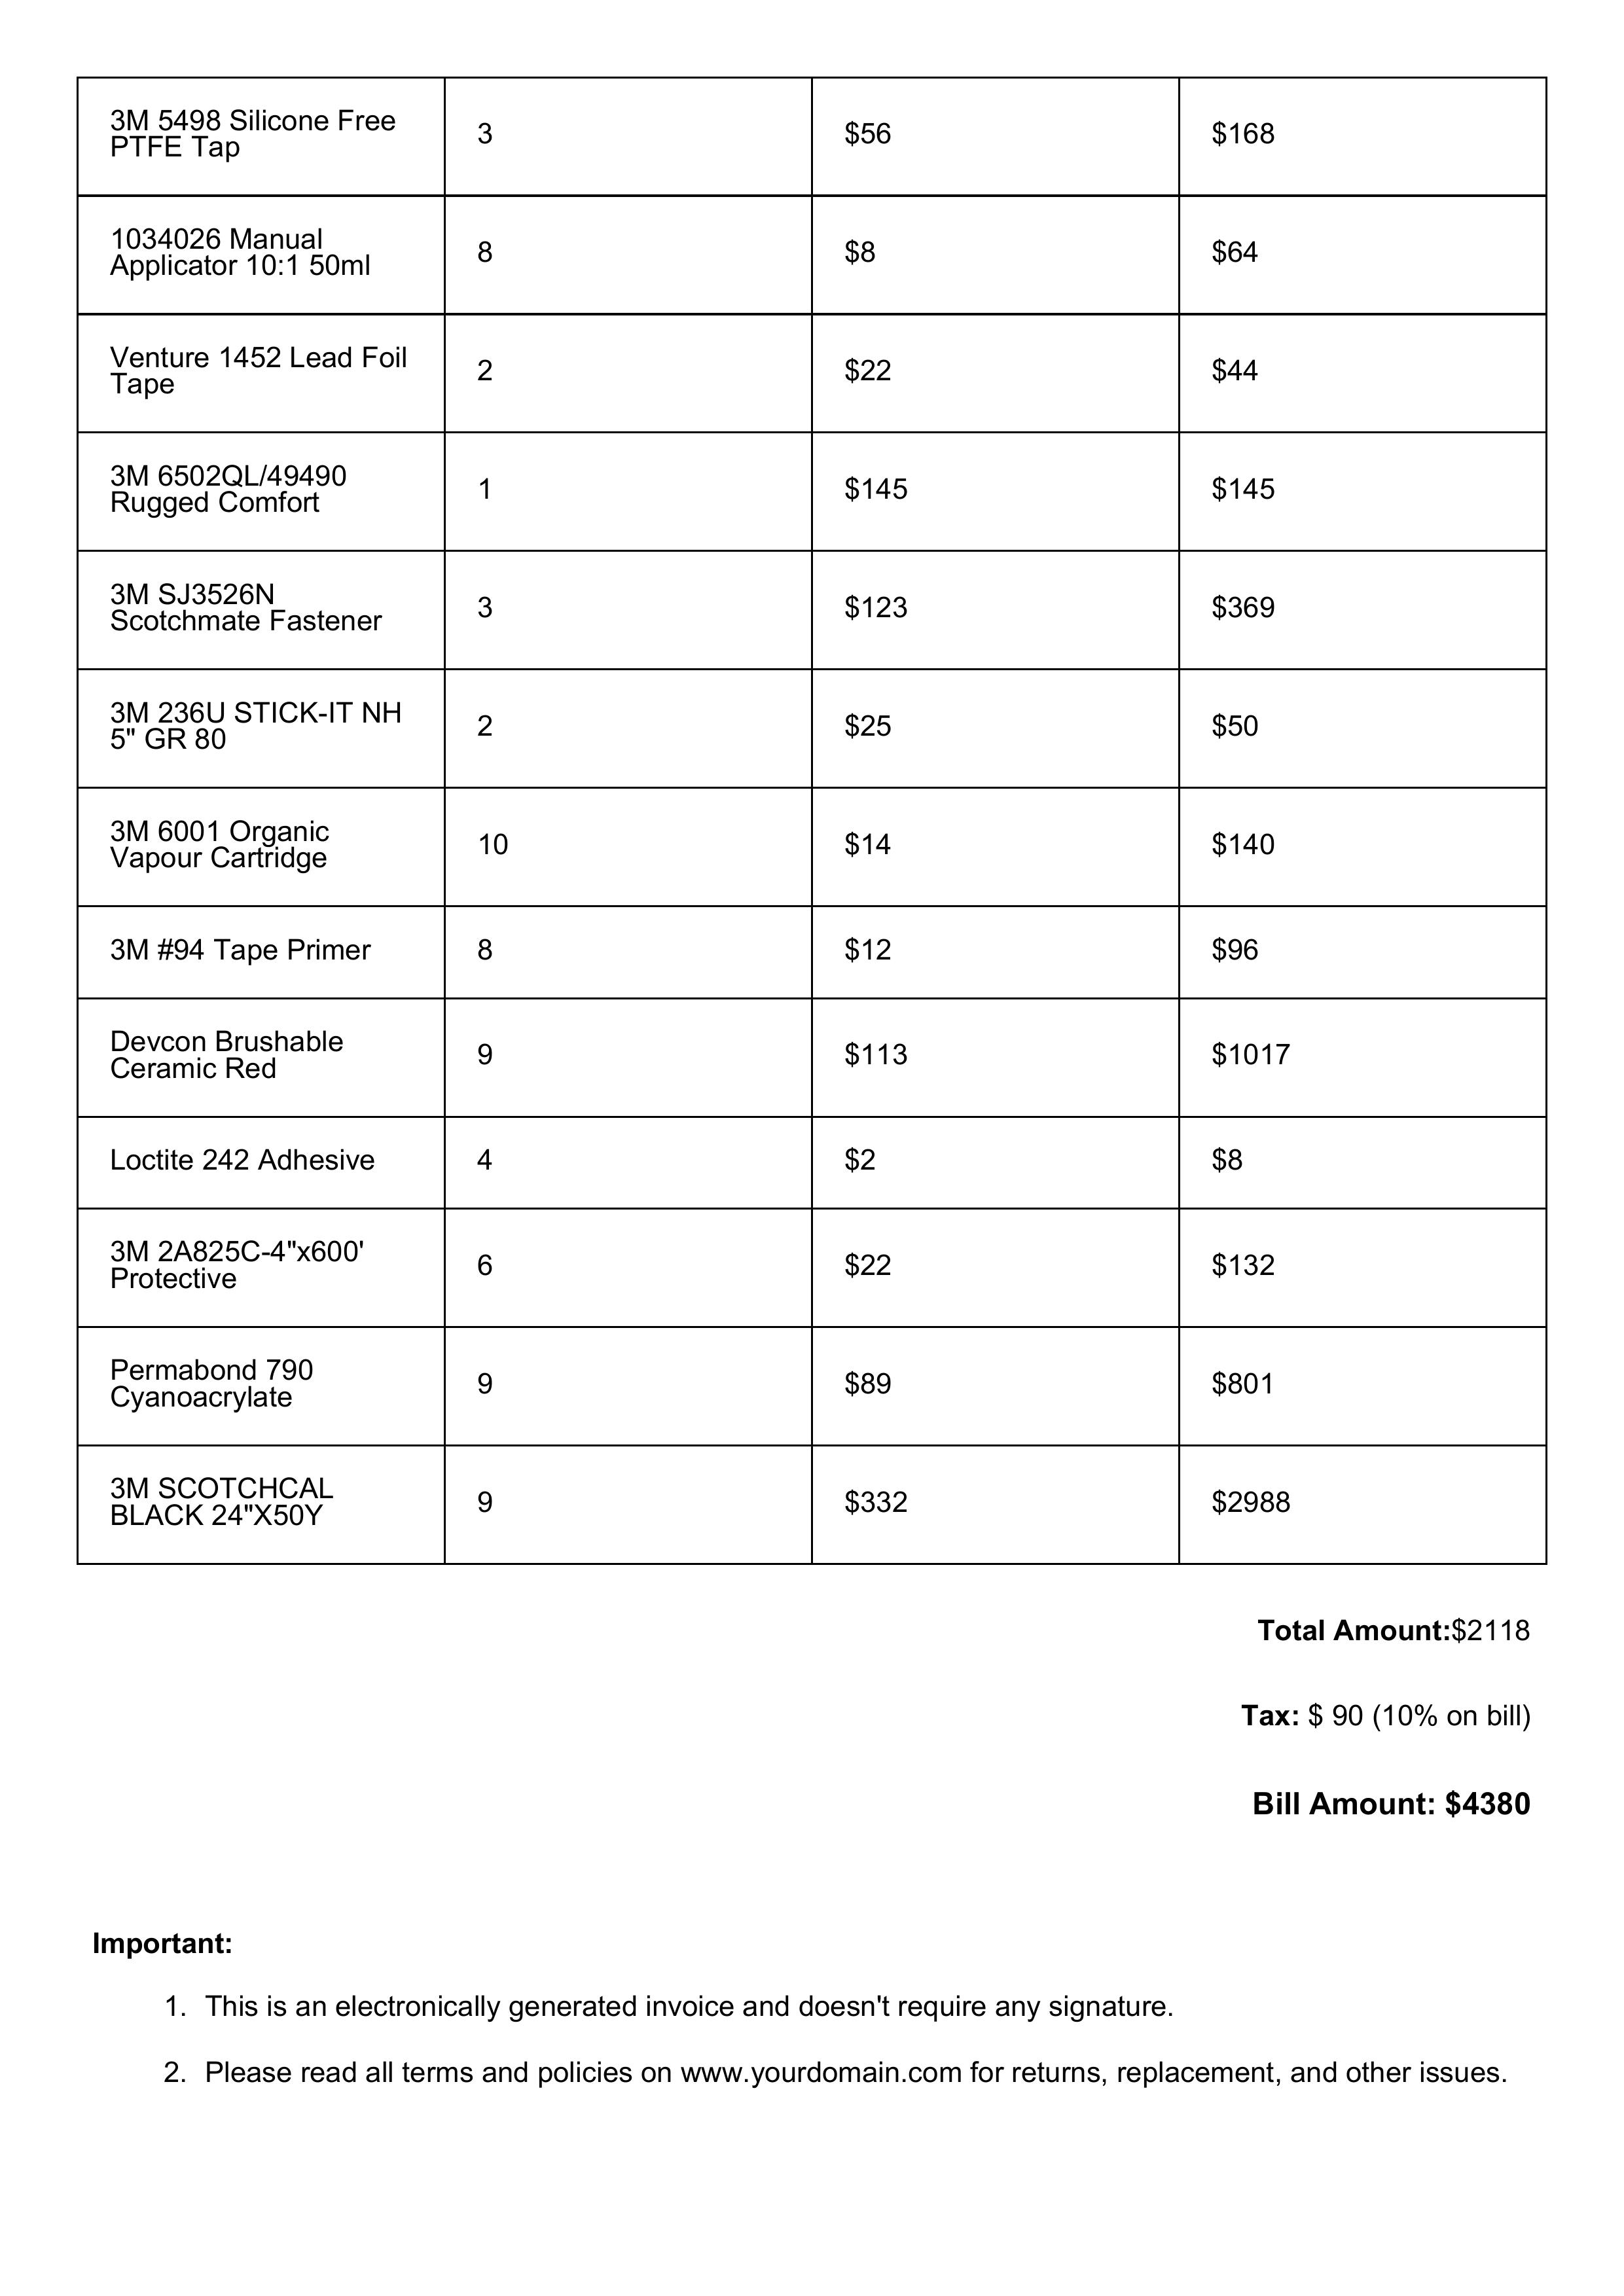 3M 5498 Silicone Free
PTFE Tap
3
$56
$168
1034026 Manual
Applicator 10:1 50ml
8
$8
$64
Venture 1452 Lead Foil
Tape
2
$22
$44
3M 6502QL/49490
Rugged Comfort
1
$145
$145
3M SJ3526N
Scotchmate Fastener
3
$123
$369
3M 236U STICK-IT NH
5" GR 80
2
$25
$50
3M 6001 Organic
Vapour Cartridge
10
$14
$140
3M #94 Tape Primer
8
$12
$96
Devcon Brushable
Ceramic Red
9
$113
$1017
Loctite 242 Adhesive
4
$2
$8
3M 2A825C-4"x600'
Protective
6
$22
$132
Permabond 790
Cyanoacrylate
9
$89
$801
3M SCOTCHCAL
BLACK 24"X50Y
9
$332
$2988
Total Amount:$2118
Tax: $ 90 (10% on bill)
Bill Amount: $4380
Important:
1. This is an electronically generated invoice and doesn't require any signature.
2. Please read all terms and policies on www.yourdomain.com for returns, replacement, and other issues.